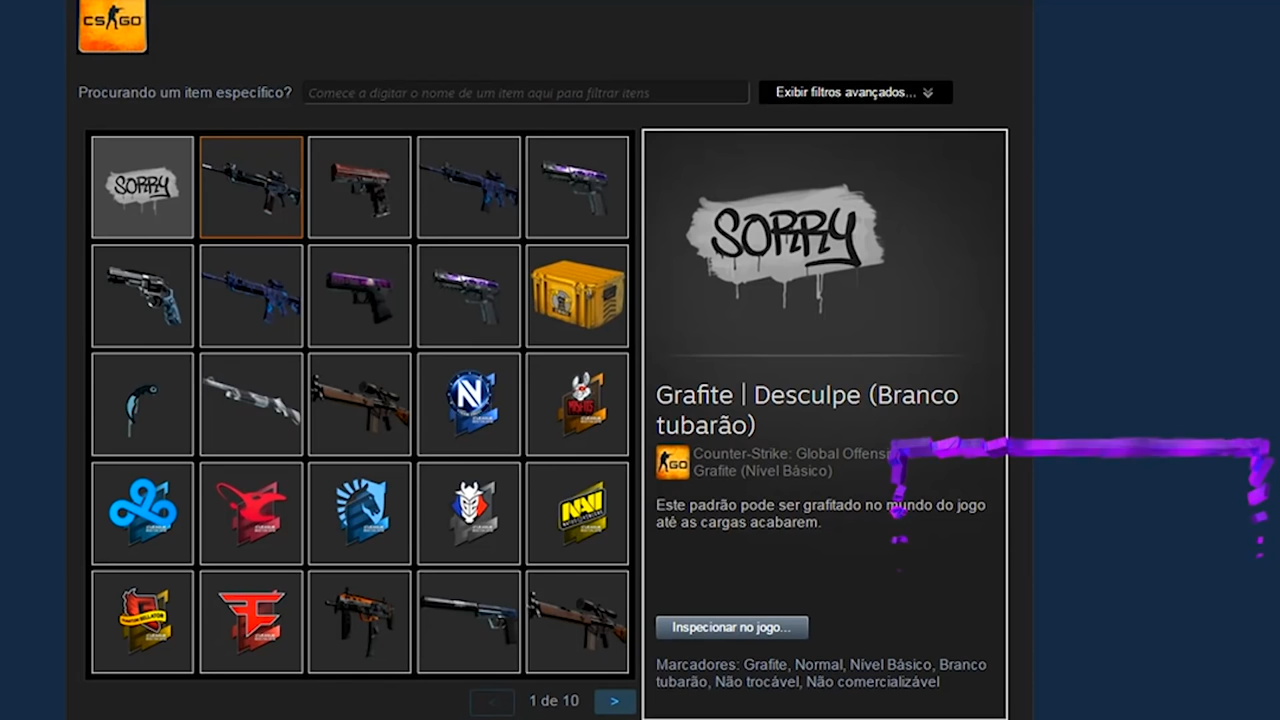 CS GO
Procurando um item específico?
Comece a digitar o nome de um item aqui para filtrar itens
Exibir filtros avançados...
SORRY
SORRY
N
NAVI
Grafite | Desculpe (Branco
tubarão)
GO
Counter-Strike: Global Offens
Grafite (Nível Básico)
Este padrão pode ser grafitado no mundo do jogo
até as cargas acabarem.
Inspecionar no jogo...
Marcadores: Grafite, Normal, Nível Básico, Branco
tubarão, Não trocável, Não comercializável
<
1 de 10
>